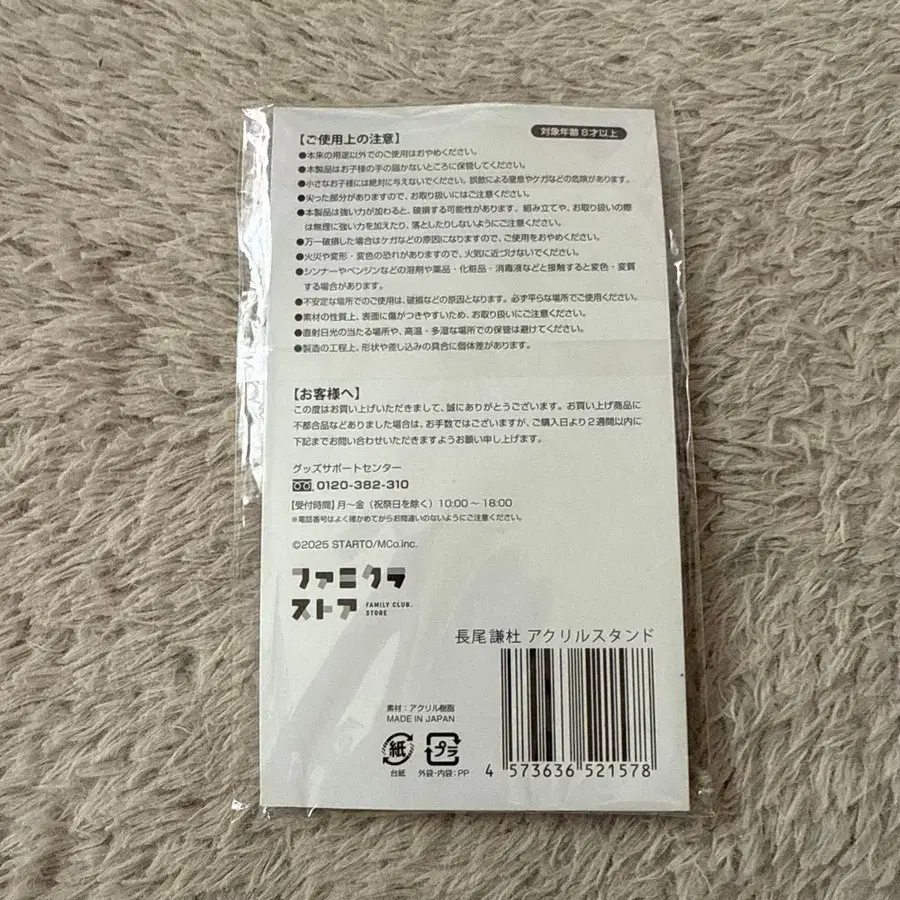 【ご使用上の注意】
対象年齢 8才以上
●本来の用途以外でのご使用はおやめください。
●本製品はお子様の手の届かないところに保管してください。
●小さなお子様には絶対に与えないでください。誤飲による窒息やケガなどの危険があります。
●尖った部分がありますので、お取り扱いにはご注意ください。
●本製品は強い力が加わると、破損する可能性があります。組み立てや、お取り扱いの際
は無理に強い力を加えたり、落としたりしないようにご注意ください。
●万一破損した場合はケガなどの原因になりますので、ご使用をおやめください。
●火災や変形・変色の恐れがありますので、火気に近づけないでください。
●シンナーやベンジンなどの溶剤や薬品・化粧品・消毒液などと接触すると変色・変質
する場合があります。
●不安定な場所でのご使用は、破損などの原因となります。必ず平らな場所でご使用ください。
●素材の性質上、表面に傷がつきやすいため、お取り扱いにご注意ください。
●直射日光の当たる場所や、高温・多湿な場所での保管は避けてください。
●製造の工程上、形状や差し込みの具合に個体差があります。
【お客様へ】
この度はお買い上げいただきまして、誠にありがとうございます。お買い上げ商品に
不都合品などありました場合は、お手数ではございますが、ご購入日より2週間以内に
下記までお問い合わせいただきますようお願い申し上げます。
グッズサポートセンター
0120-382-310
【受付時間】月〜金（祝祭日を除く）10:00〜18:00
※電話番号はよく確かめてからお間違いのないようにご注意ください。
©2025 STARTO/MCo.inc.
ファミクラ
ストア FAMILY CLUB. STORE
長尾謙杜 アクリルスタンド
素材：アクリル樹脂
MADE IN JAPAN
紙 プラ
台紙 外袋・内袋：PP
4 573636 521578